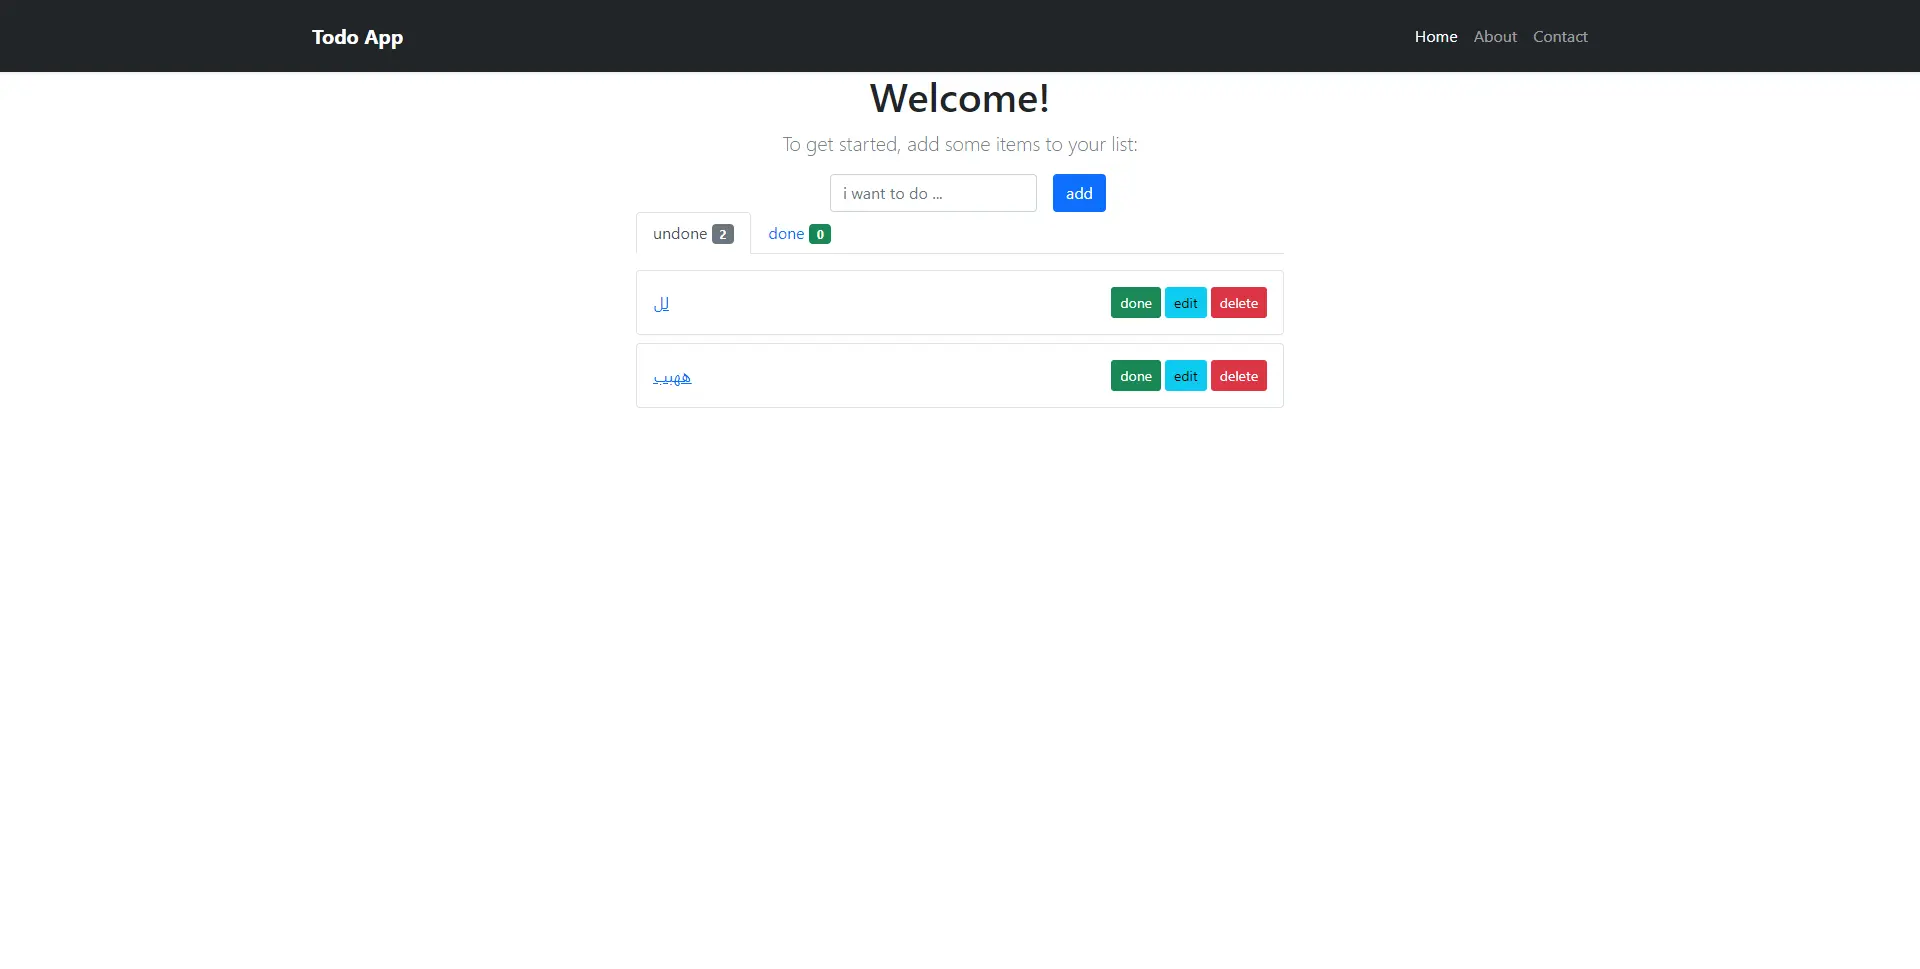 Todo App Home About Contact
Welcome!
To get started, add some items to your list:
i want to do ... add
undone 2 done 0
لل done edit delete
ههیب done edit delete